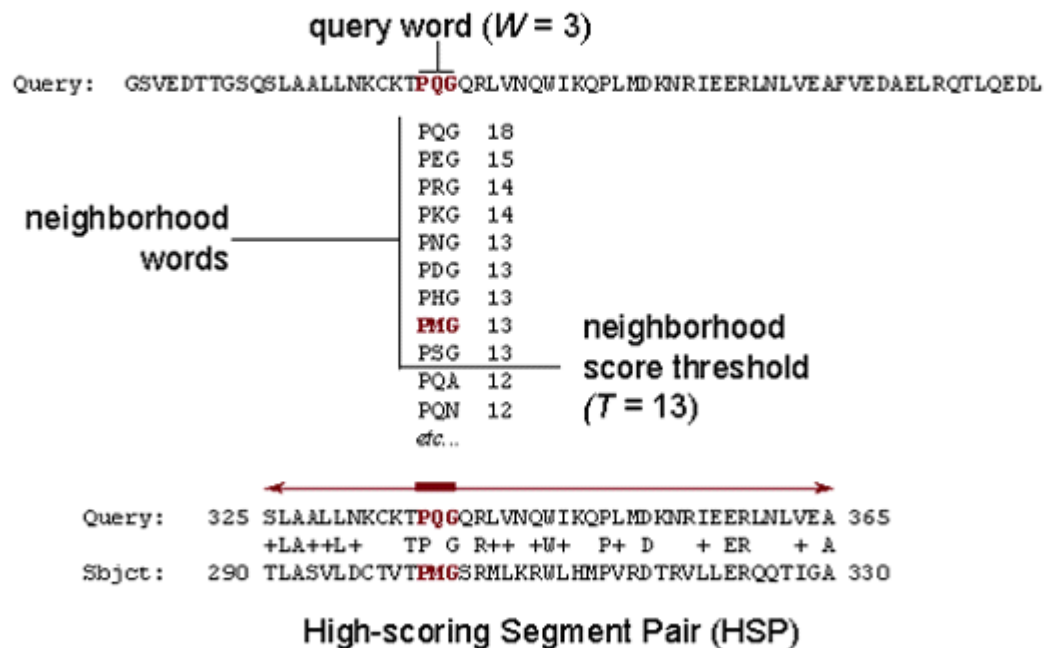 query word (W = 3)
Query: GSVEDTTGSQSLAALLNKCKTPQGQRLVNQWIKQPLMDKNRIEERLNLVEAFVEDAELRQTLQEDL
PQG 18
PEG 15
PRG 14
PKG 14
PNG 13
PDG 13
PHG 13
PMG 13
PSG 13
PQA 12
PQN 12
etc...
neighborhood
words
neighborhood
score threshold
(T = 13)
Query: 325 SLAALLNKCKTPQGQRLVNQWIKQPLMDKNRIEERLNLVEA 365
+LA++L+ TP G R++ +W+ P+ D + ER + A
Sbjct: 290 TLASVLDCTVTPMGSRMLKRWLHMPVRDTRVLLERQQTIGA 330
High-scoring Segment Pair (HSP)